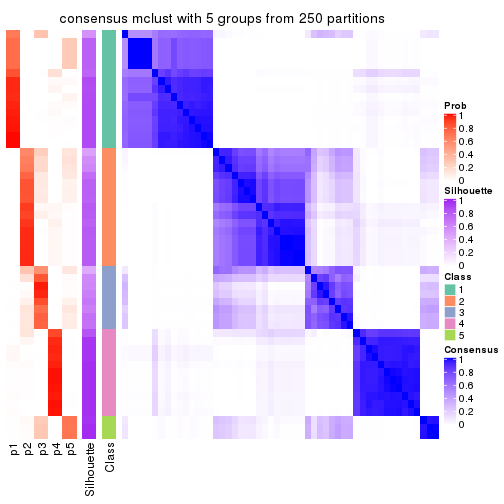 consensus mclust with 5 groups from 250 partitions
Prob
1
0.8
0.6
0.4
0.2
0
Silhouette
1
0.8
0.6
0.4
0.2
0
Class
1
2
3
4
5
Consensus
1
0.8
0.6
0.4
0.2
0
p1
p2
p3
p4
p5
Silhouette
Class